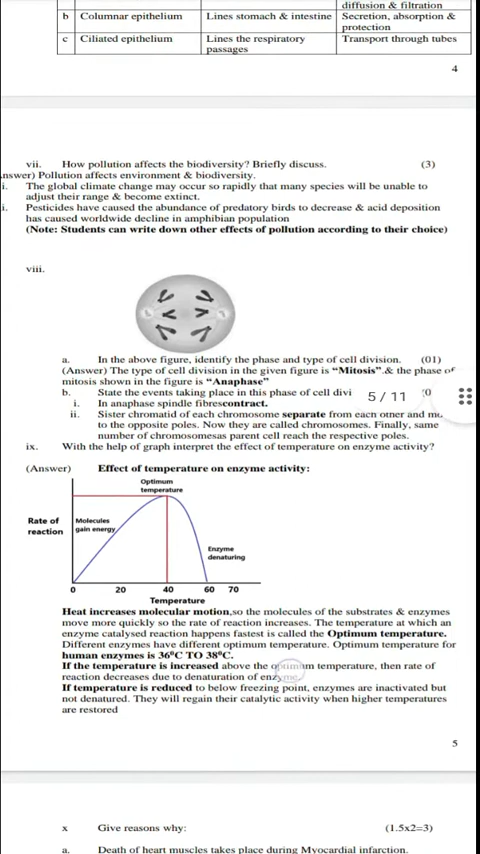 diffusion & filtration
b Columnar epithelium Lines stomach & intestine Secretion, absorption &
protection
c Ciliated epithelium Lines the respiratory Transport through tubes
passages
4
vii. How pollution affects the biodiversity? Briefly discuss. (3)
nswer) Pollution affects environment & biodiversity.
i. The global climate change may occur so rapidly that many species will be unable to
adjust their range & become extinct.
i. Pesticides have caused the abundance of predatory birds to decrease & acid deposition
has caused worldwide decline in amphibian population
(Note: Students can write down other effects of pollution according to their choice)
viii.
a. In the above figure, identify the phase and type of cell division. (01)
(Answer) The type of cell division in the given figure is “Mitosis”.& the phase of
mitosis shown in the figure is “Anaphase”
b. State the events taking place in this phase of cell divi
5 / 11
i. In anaphase spindle fibrescontract.
ii. Sister chromatid of each chromosome separate from each other and
to the opposite poles. Now they are called chromosomes. Finally, same
number of chromosomesas parent cell reach the respective poles.
ix. With the help of graph interpret the effect of temperature on enzyme activity?
(Answer) Effect of temperature on enzyme activity:
Optimum
temperature
Rate of
reaction
Molecules
gain energy
Enzyme
denaturing
0 20 40 60 70
Temperature
Heat increases molecular motion,so the molecules of the substrates & enzymes
move more quickly so the rate of reaction increases. The temperature at which an
enzyme catalysed reaction happens fastest is called the Optimum temperature.
Different enzymes have different optimum temperature. Optimum temperature for
human enzymes is 36⁰C TO 38⁰C.
If the temperature is increased above the optimum temperature, then rate of
reaction decreases due to denaturation of enzyme.
If temperature is reduced to below freezing point, enzymes are inactivated but
not denatured. They will regain their catalytic activity when higher temperatures
are restored
5
x Give reasons why: (1.5x2=3)
a. Death of heart muscles takes place during Myocardial infarction.